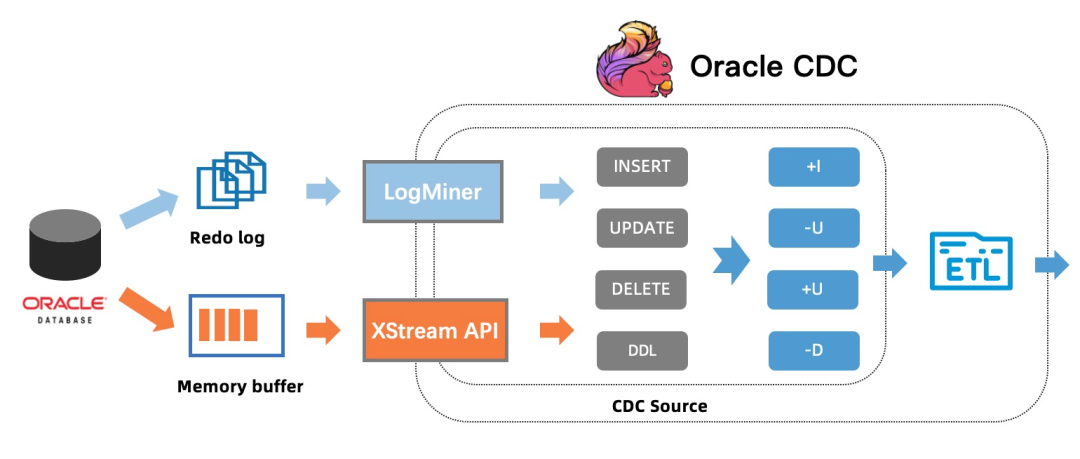 Oracle CDC
Redo log
LogMiner
ORACLE
DATABASE
Memory buffer
XStream API
INSERT
UPDATE
DELETE
DDL
+I
-U
+U
-D
CDC Source
ETL